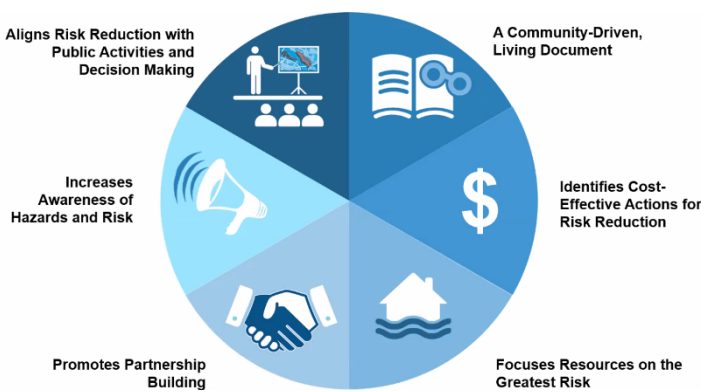 Aligns Risk Reduction with
Public Activities and
Decision Making
A Community-Driven,
Living Document
Increases
Awareness of
Hazards and Risk
$
Identifies Cost-
Effective Actions for
Risk Reduction
Promotes Partnership
Building
Focuses Resources on the
Greatest Risk